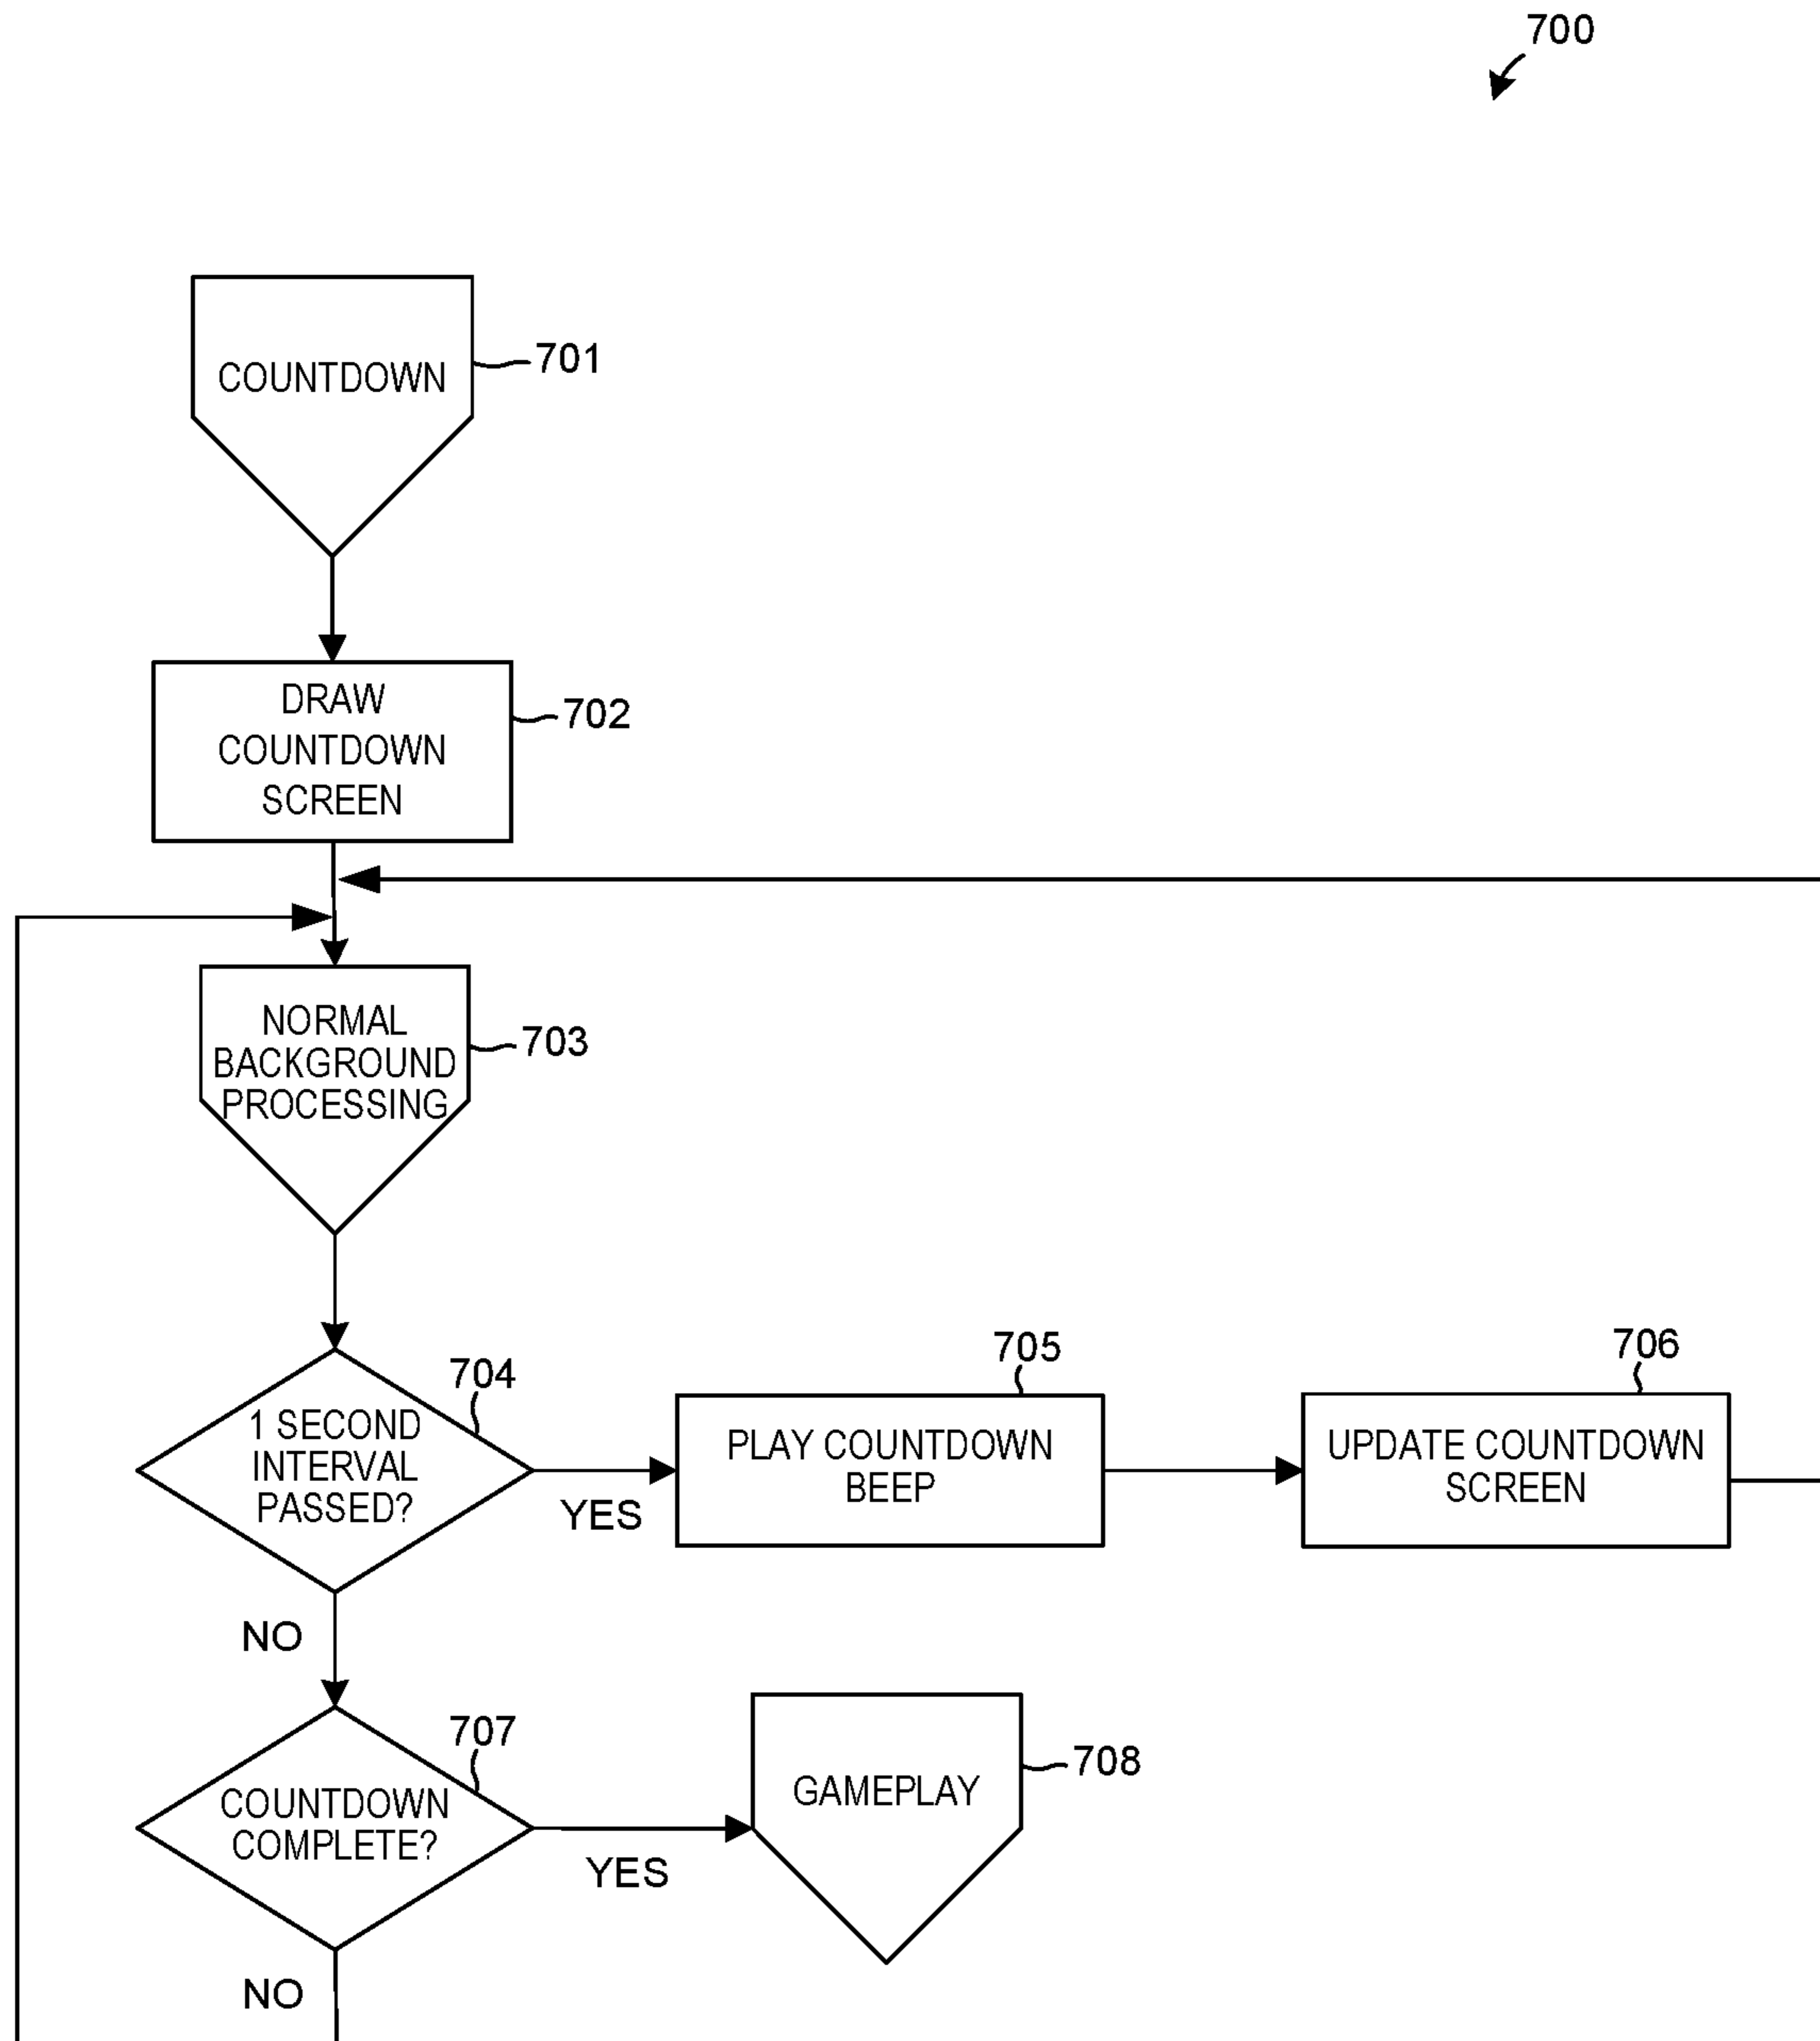 700
COUNTDOWN
701
DRAW
COUNTDOWN
SCREEN
702
NORMAL
BACKGROUND
PROCESSING
703
1 SECOND
INTERVAL
PASSED?
704
YES
PLAY COUNTDOWN
BEEP
705
UPDATE COUNTDOWN
SCREEN
706
NO
COUNTDOWN
COMPLETE?
707
YES
GAMEPLAY
708
NO